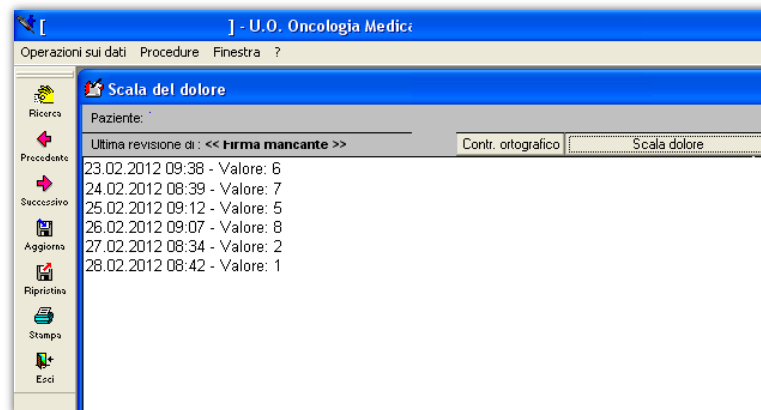 [ ] - U.O. Oncologia Medica
Operazioni sui dati Procedure Finestra ?
Ricerca
Precedente
Successivo
Aggiorna
Ripristina
Stampa
Esci
Scala del dolore
Paziente:
Ultima revisione di : << Firma mancante >> Contr. ortografico Scala dolore
23.02.2012 09:38 - Valore: 6
24.02.2012 08:39 - Valore: 7
25.02.2012 09:12 - Valore: 5
26.02.2012 09:07 - Valore: 8
27.02.2012 08:34 - Valore: 2
28.02.2012 08:42 - Valore: 1